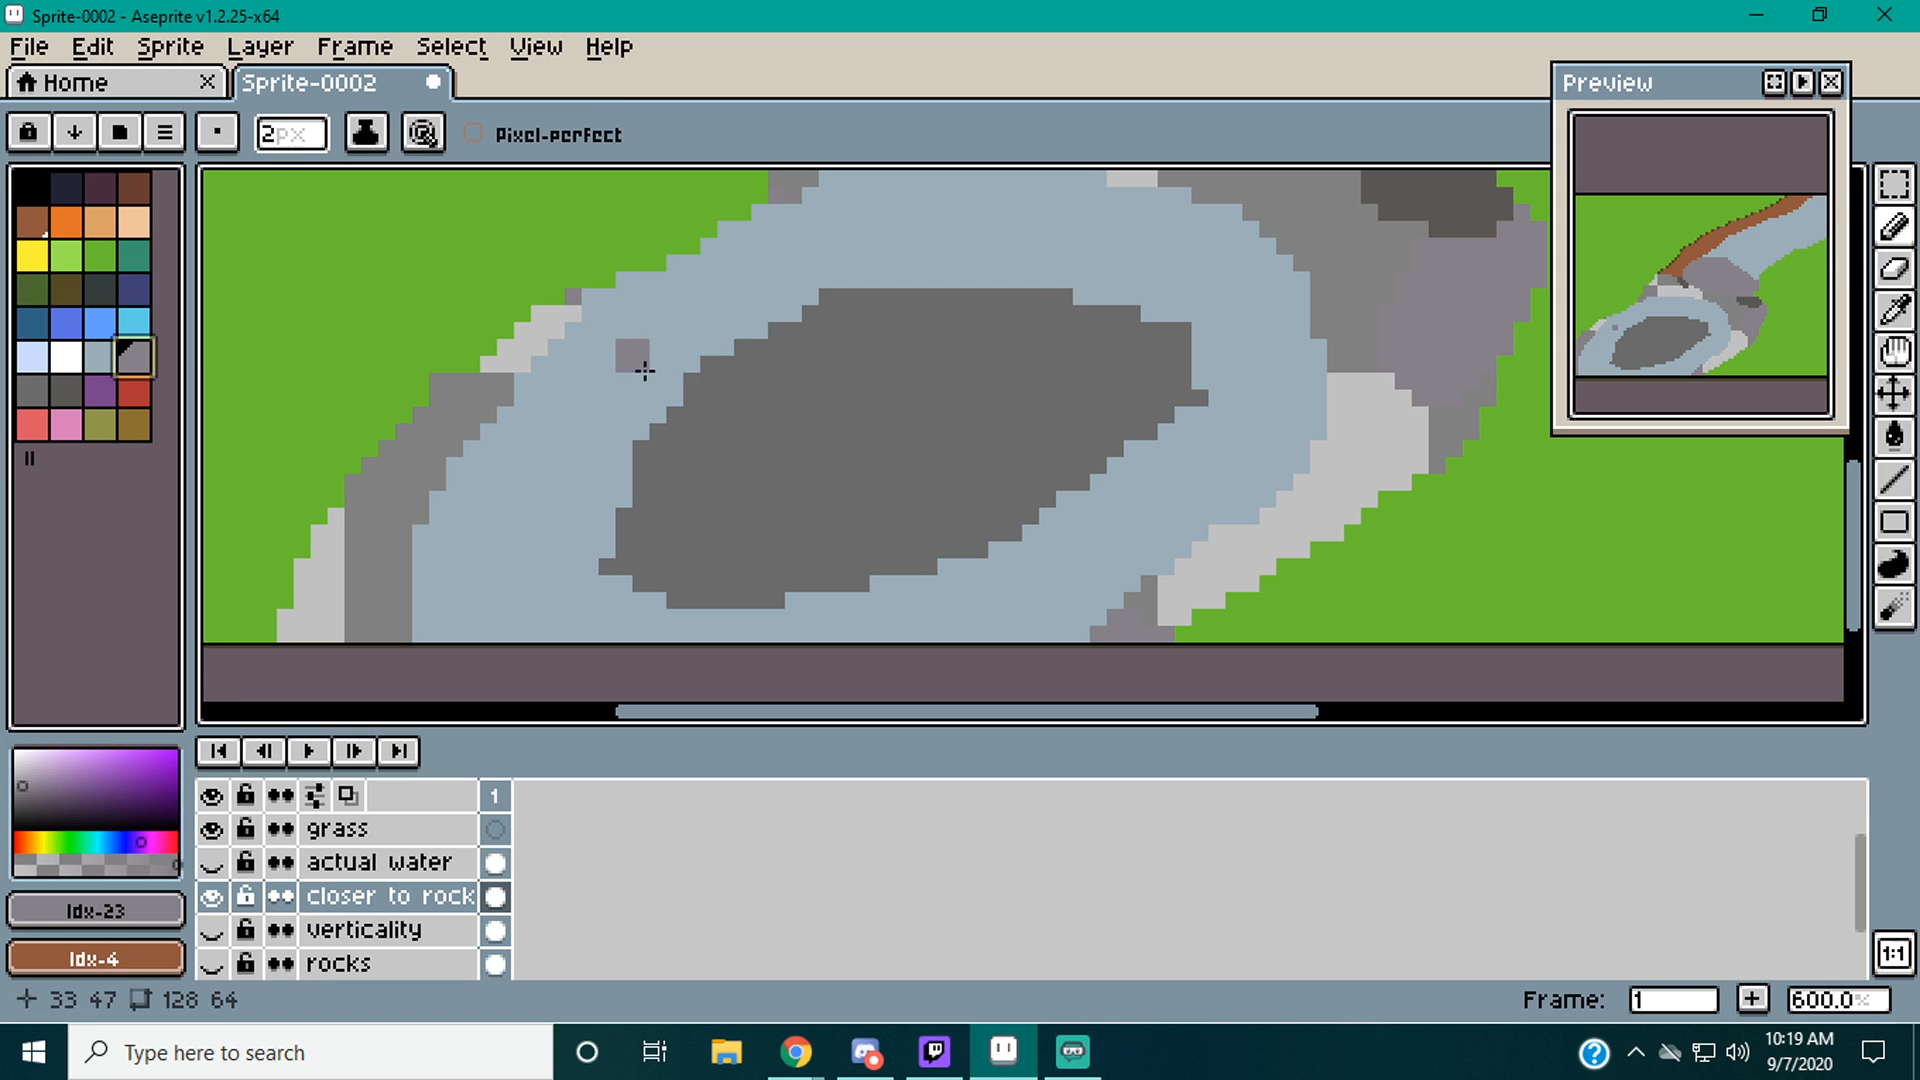 Sprite-0002 - Aseprite v1.2.25-x64
File Edit Sprite Layer Frame Select View Help
Home
Sprite-0002
Preview
2px
Pixel-perfect
1
grass
actual water
closer to rock
verticality
rocks
Idx-23
Idx-4
33 47 128 64
1:1
Frame: 1 + 600.0%
Type here to search
10:19 AM
9/7/2020